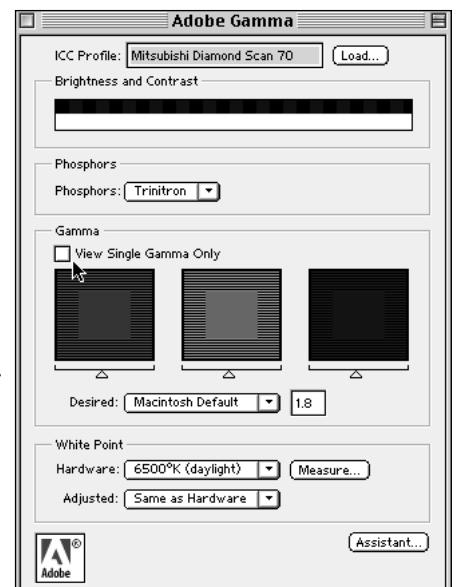 Adobe Gamma
ICC Profile: Mitsubishi Diamond Scan 70 Load...
Brightness and Contrast
Phosphors
Phosphors: Trinitron
Gamma
View Single Gamma Only
Desired: Macintosh Default 1.8
White Point
Hardware: 6500°K (daylight) Measure...
Adjusted: Same as Hardware
Assistant...
®
Adobe